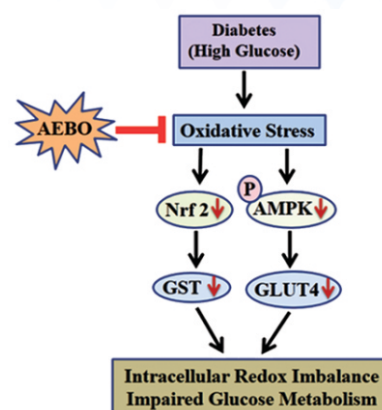 Diabetes
(High Glucose)
AEBO
Oxidative Stress
P
Nrf 2
AMPK
GST
GLUT4
Intracellular Redox Imbalance
Impaired Glucose Metabolism